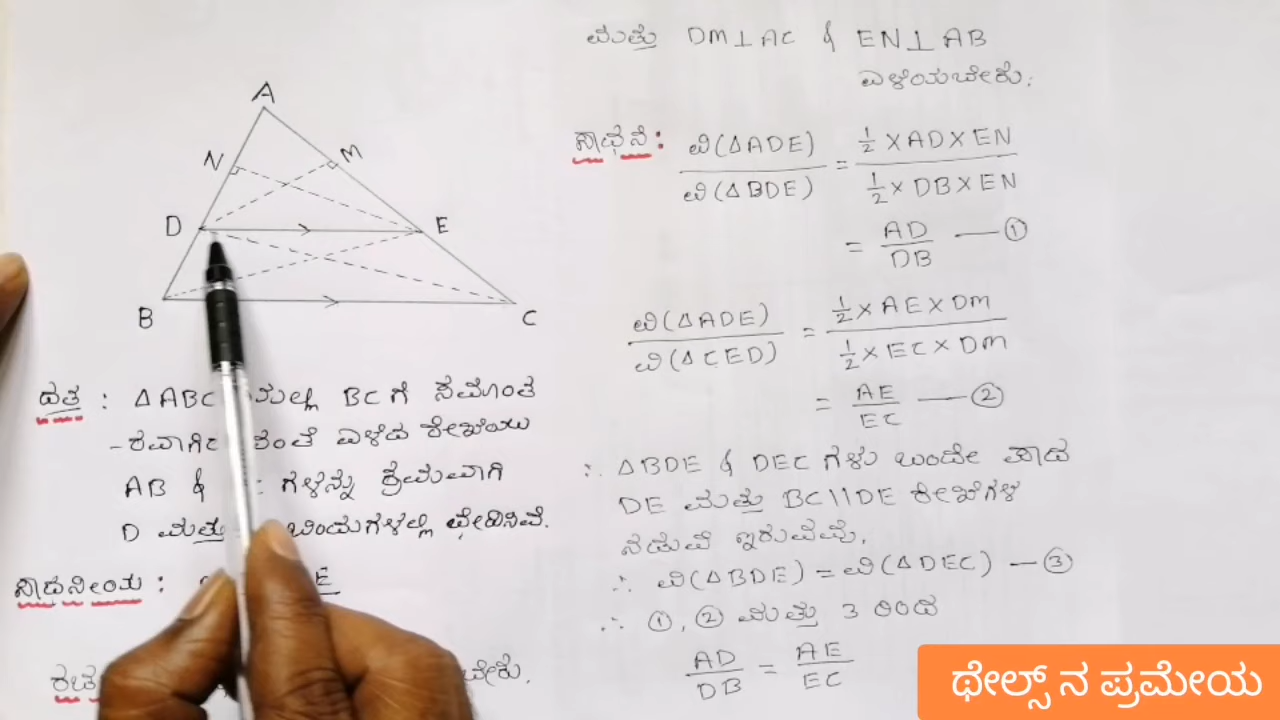 A
N
M
D
E
B
C
ದತ್ತ : ΔABC ಯಲ್ಲಿ BC ಗೆ ಸಮಾಂತ
-ರವಾಗಿ ಎಳೆದ ರೇಖೆಯು
AB & ಗಳನ್ನು ಕ್ರಮವಾಗಿ
D ಮತ್ತು ಬಿಂದುಗಳಲ್ಲಿ ಛೇದಿಸಿವೆ.
ಸಾಧನೀಯ : E
ಮತ್ತು DM⊥AC & EN⊥AB
ಎಳೆಯಬೇಕು.
ಸಾಧನೆ : ವಿ(ΔADE) / ವಿ(ΔBDE) = ½ × AD × EN / ½ × DB × EN
= AD / DB — ①
ವಿ(ΔADE) / ವಿ(ΔCED) = ½ × AE × DM / ½ × EC × DM
= AE / EC — ②
∴ ΔBDE & DEC ಗಳು ಒಂದೇ ಪಾದ
DE ಮತ್ತು BC||DE ರೇಖೆಗಳ
ನಡುವೆ ಇರುವವು.
∴ ವಿ(ΔBDE) = ವಿ(ΔDEC) — ③
∴ ①, ② ಮತ್ತು 3 ರಿಂದ
AD / DB = AE / EC
ಥೇಲ್ಸ್ ನ ಪ್ರಮೇಯ